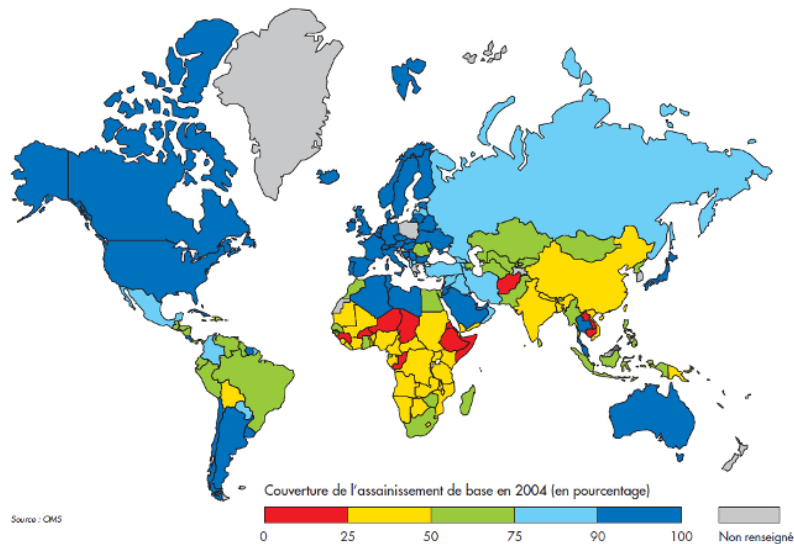 Couverture de l'assainissement de base en 2004 (en pourcentage)
Source : OMS
0 25 50 75 90 100 Non renseigné